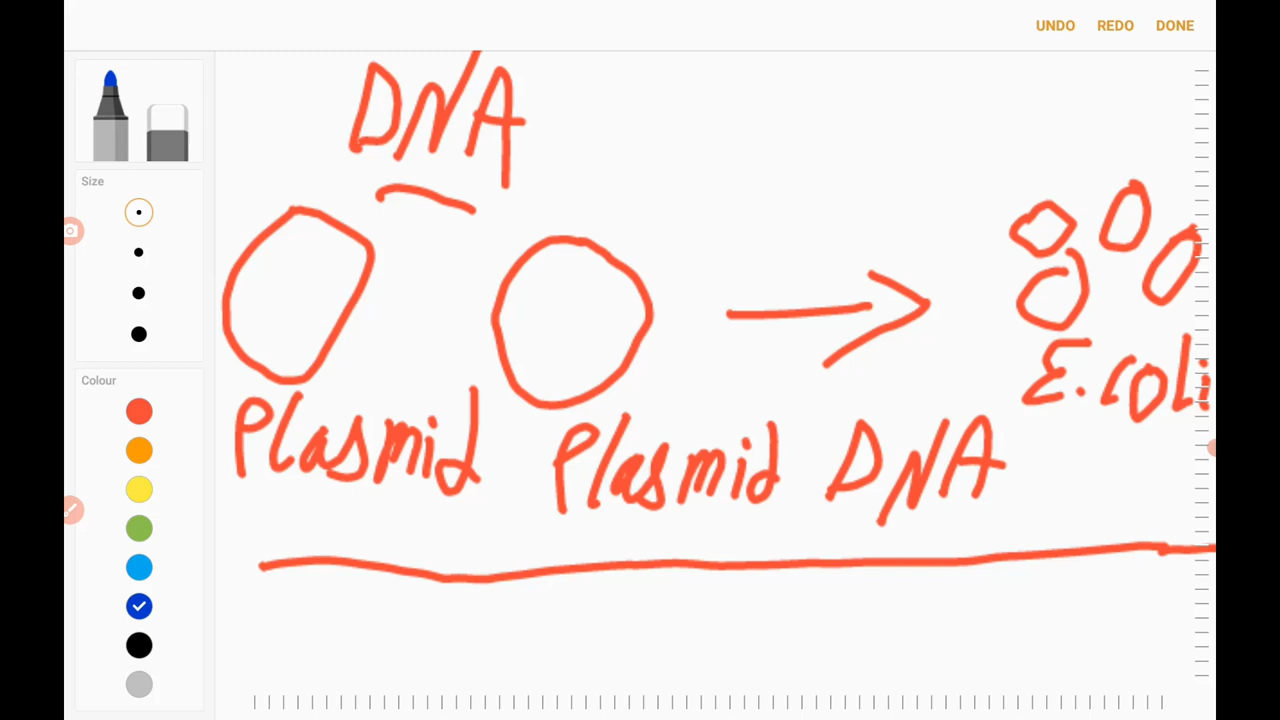 UNDO REDO DONE
Size
Colour
DNA
Plasmid
Plasmid DNA
E.coli